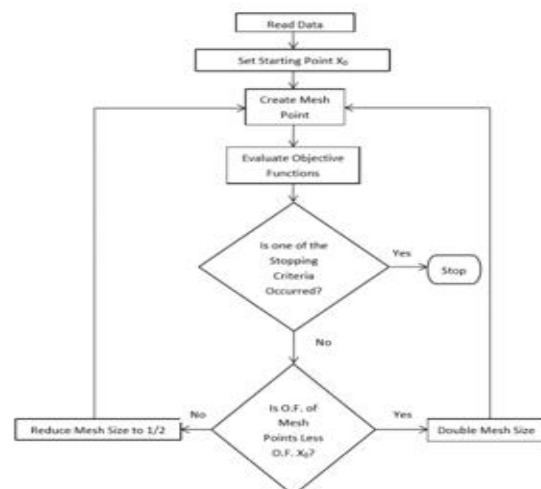 Read Data
Set Starting Point X₀
Create Mesh
Point
Evaluate Objective
Functions
Is one of the
Stopping
Criteria
Occurred?
Yes
Stop
No
Is O.F. of
Mesh
Points Less
O.F. X₀?
No
Reduce Mesh Size to 1/2
Yes
Double Mesh Size